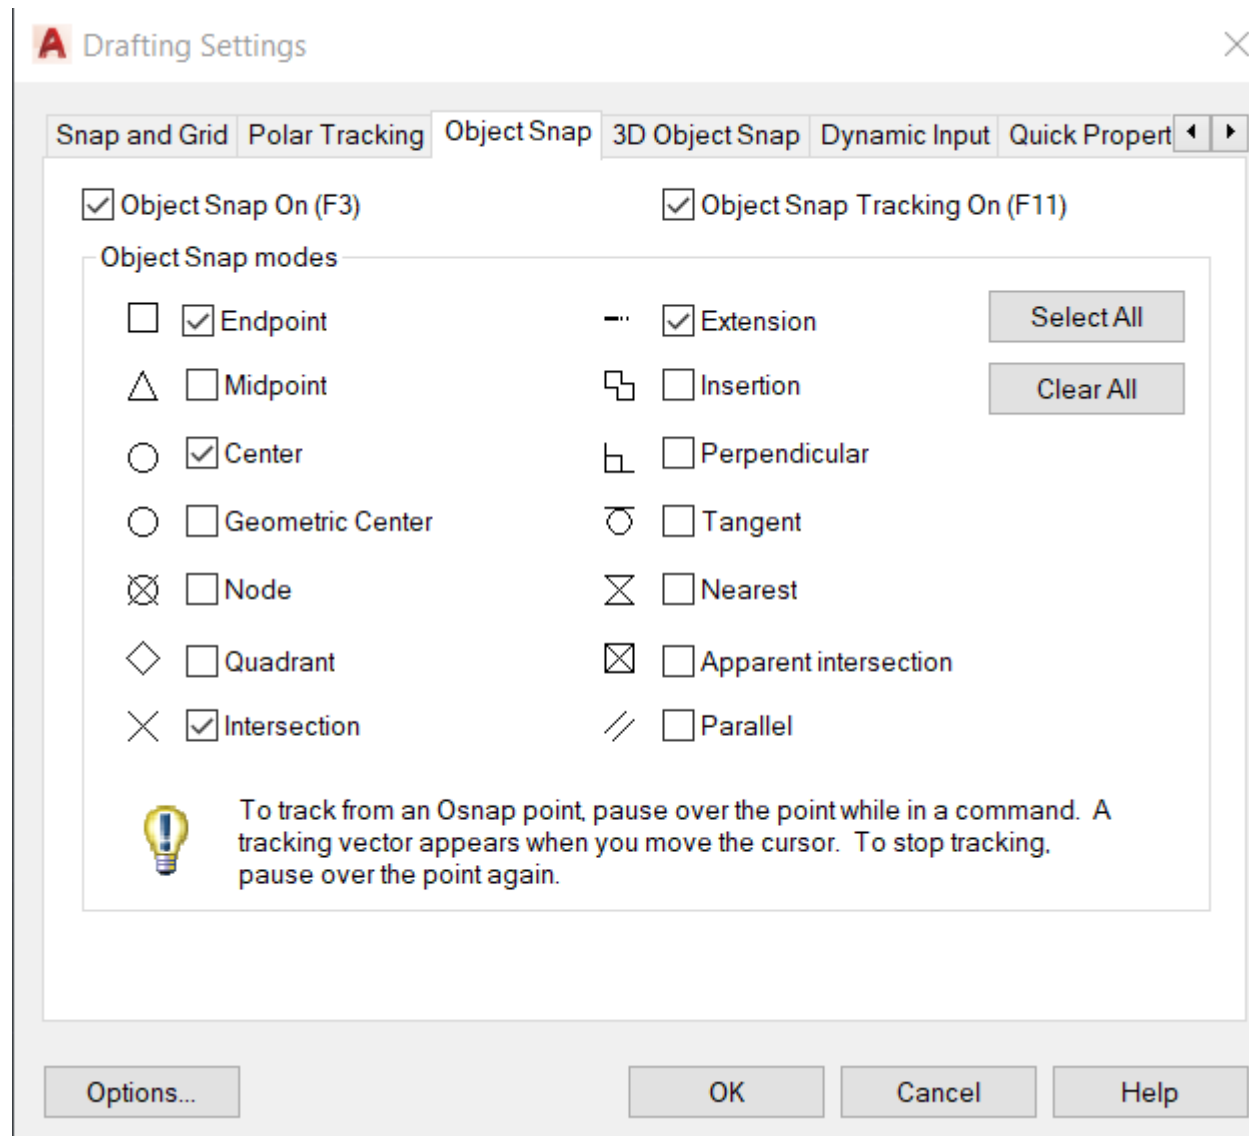 Drafting Settings
Snap and Grid
Polar Tracking
Object Snap
3D Object Snap
Dynamic Input
Quick Propert
Object Snap On (F3)
Object Snap Tracking On (F11)
Object Snap modes
Endpoint
Midpoint
Center
Geometric Center
Node
Quadrant
Intersection
Extension
Insertion
Perpendicular
Tangent
Nearest
Apparent intersection
Parallel
Select All
Clear All
To track from an Osnap point, pause over the point while in a command.  A
tracking vector appears when you move the cursor.  To stop tracking,
pause over the point again.
Options...
OK
Cancel
Help